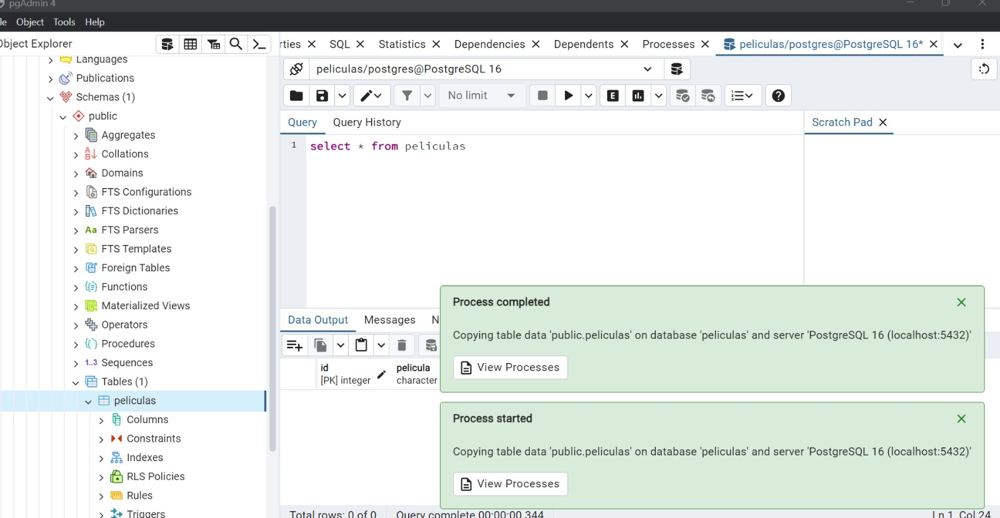 pgAdmin 4
le Object Tools Help
Object Explorer
Languages
Publications
Schemas (1)
public
Aggregates
Collations
Domains
FTS Configurations
FTS Dictionaries
Aa FTS Parsers
FTS Templates
Foreign Tables
Functions
Materialized Views
Operators
Procedures
1..3 Sequences
Tables (1)
peliculas
Columns
Constraints
Indexes
RLS Policies
Rules
Triggers
rties SQL Statistics Dependencies Dependents Processes peliculas/postgres@PostgreSQL 16*
peliculas/postgres@PostgreSQL 16
No limit E
Query Query History
Scratch Pad
1 select * from peliculas
Data Output Messages N
id
[PK] integer
pelicula
character
Process completed
Copying table data 'public.peliculas' on database 'peliculas' and server 'PostgreSQL 16 (localhost:5432)'
View Processes
Process started
Copying table data 'public.peliculas' on database 'peliculas' and server 'PostgreSQL 16 (localhost:5432)'
View Processes
Total rows: 0 of 0 Query complete 00:00:00.344 Ln 1, Col 24